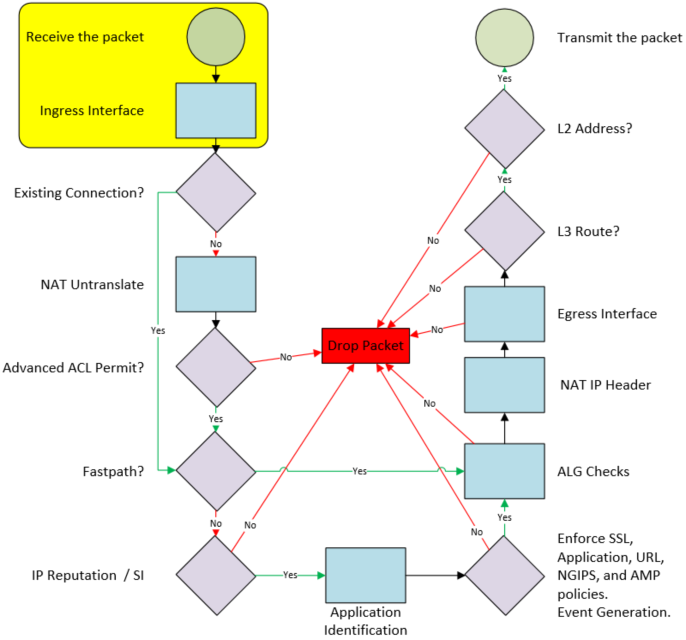 Receive the packet
Ingress Interface
Existing Connection?
No
NAT Untranslate
Yes
Advanced ACL Permit?
No
Yes
Fastpath?
Yes
No
No
IP Reputation / SI
Yes
Application
Identification
Drop Packet
Transmit the packet
Yes
L2 Address?
Yes
No
L3 Route?
No
Egress Interface
No
NAT IP Header
No
ALG Checks
Yes
No
Enforce SSL,
Application, URL,
NGIPS, and AMP
policies.
Event Generation.